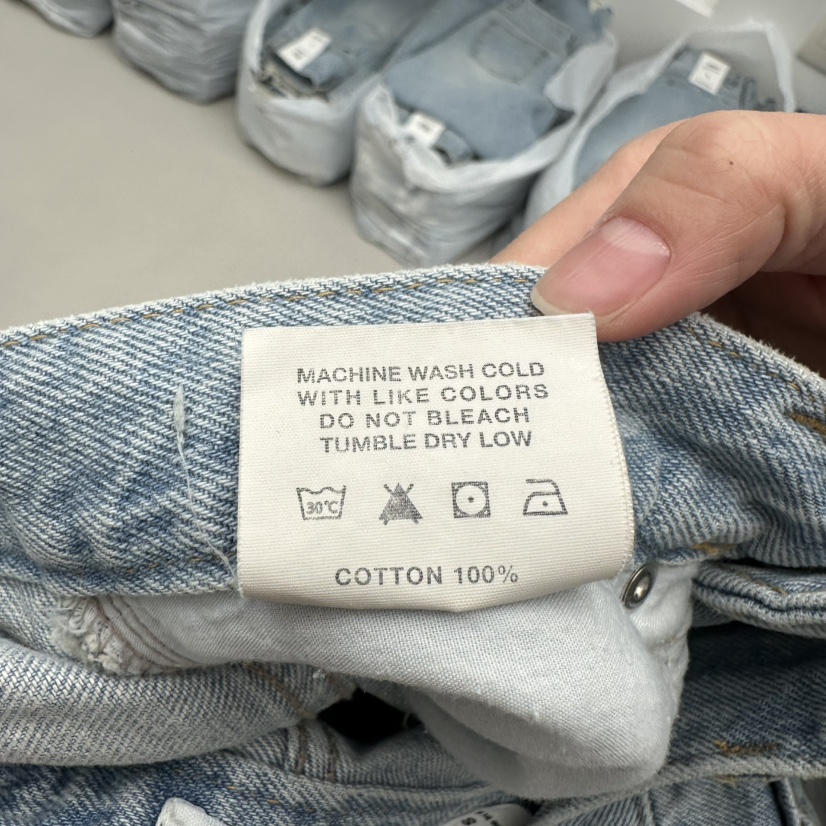 MACHINE WASH COLD
WITH LIKE COLORS
DO NOT BLEACH
TUMBLE DRY LOW
30°C
COTTON 100%